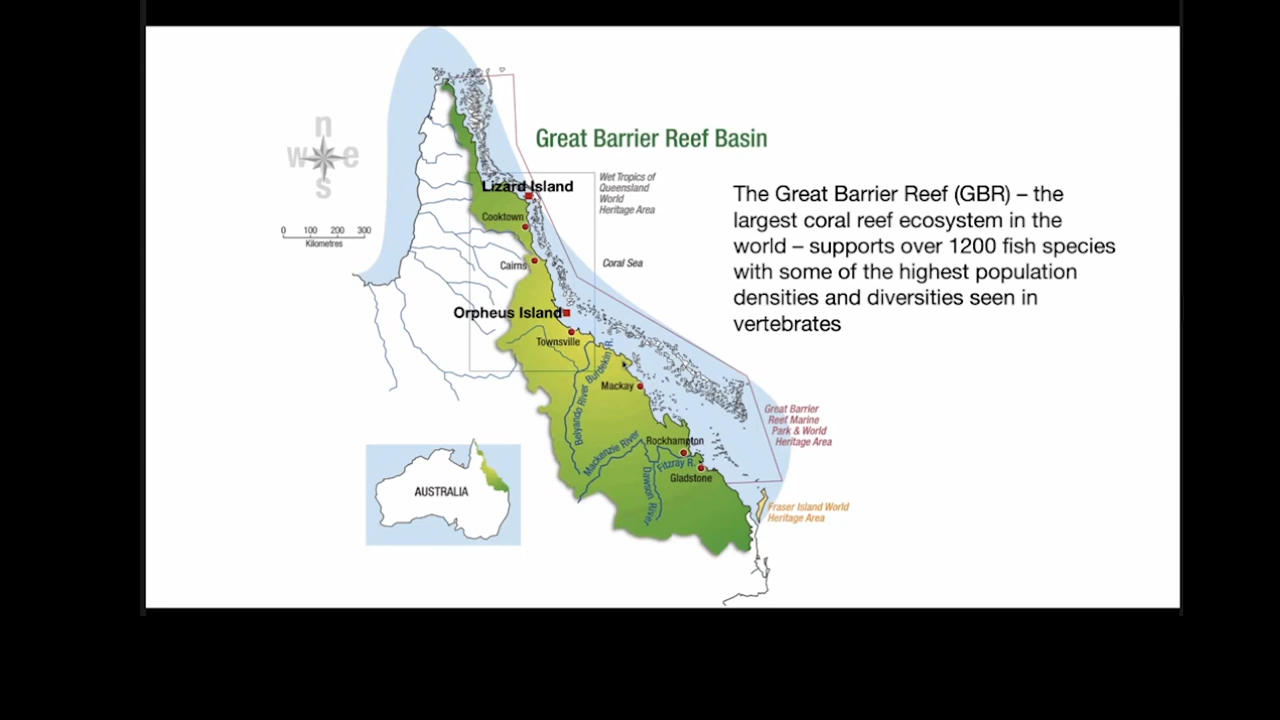 n
w e
s
Great Barrier Reef Basin
Wet Tropics of
Queensland
World
Heritage Area
Lizard Island
The Great Barrier Reef (GBR) – the
largest coral reef ecosystem in the
world – supports over 1200 fish species
with some of the highest population
densities and diversities seen in
vertebrates
Cooktown
0 100 200 300
Kilometres
Cairns
Coral Sea
Orpheus Island
Townsville
Burdekin R.
Mackay
Belyando River
Great Barrier
Reef Marine
Park & World
Heritage Area
Mackenzie River
Rockhampton
Fitzray R.
Gladstone
Dawson River
AUSTRALIA
Fraser Island World
Heritage Area